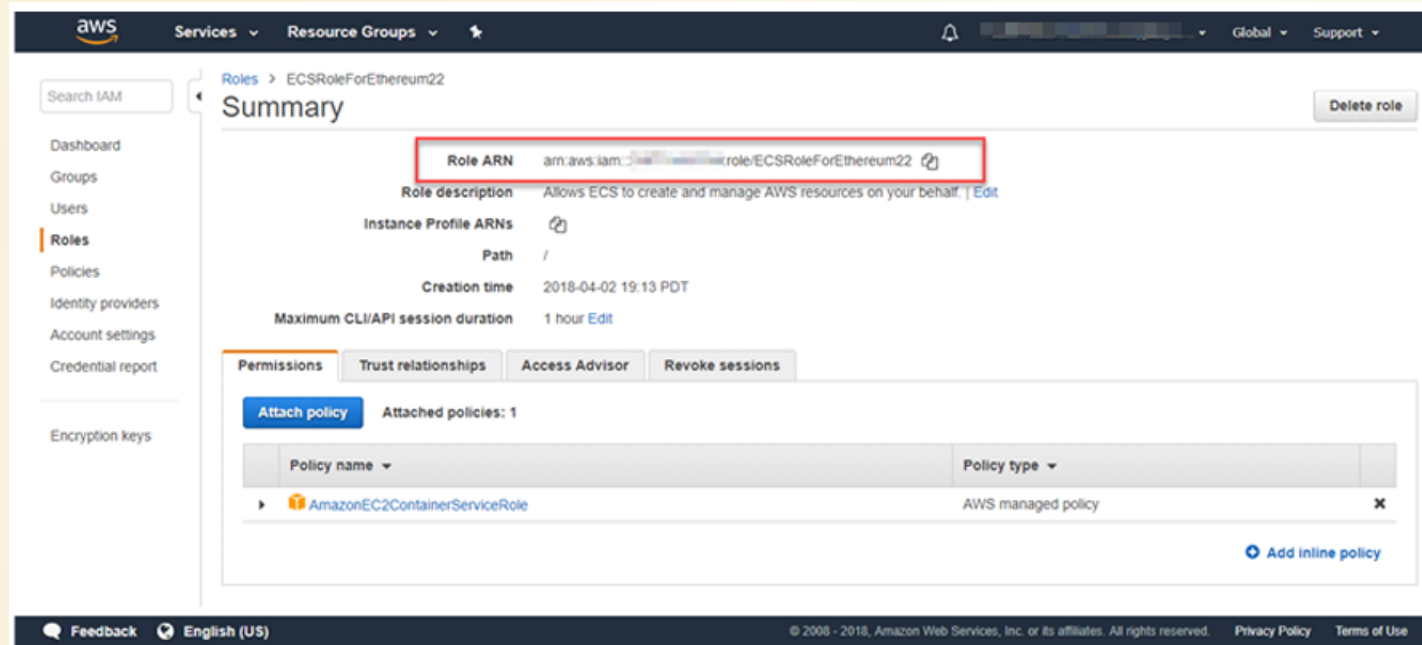 aws Services Resource Groups Global Support
Search IAM
Dashboard
Groups
Users
Roles
Policies
Identity providers
Account settings
Credential report
Encryption keys
Roles > ECSRoleForEthereum22
Summary
Delete role
Role ARN arn:aws:iam:: role/ECSRoleForEthereum22
Role description Allows ECS to create and manage AWS resources on your behalf. | Edit
Instance Profile ARNs
Path /
Creation time 2018-04-02 19:13 PDT
Maximum CLI/API session duration 1 hour Edit
Permissions Trust relationships Access Advisor Revoke sessions
Attach policy Attached policies: 1
Policy name Policy type
AmazonEC2ContainerServiceRole AWS managed policy
Add inline policy
Feedback English (US) © 2008 - 2018, Amazon Web Services, Inc. or its affiliates. All rights reserved. Privacy Policy Terms of Use